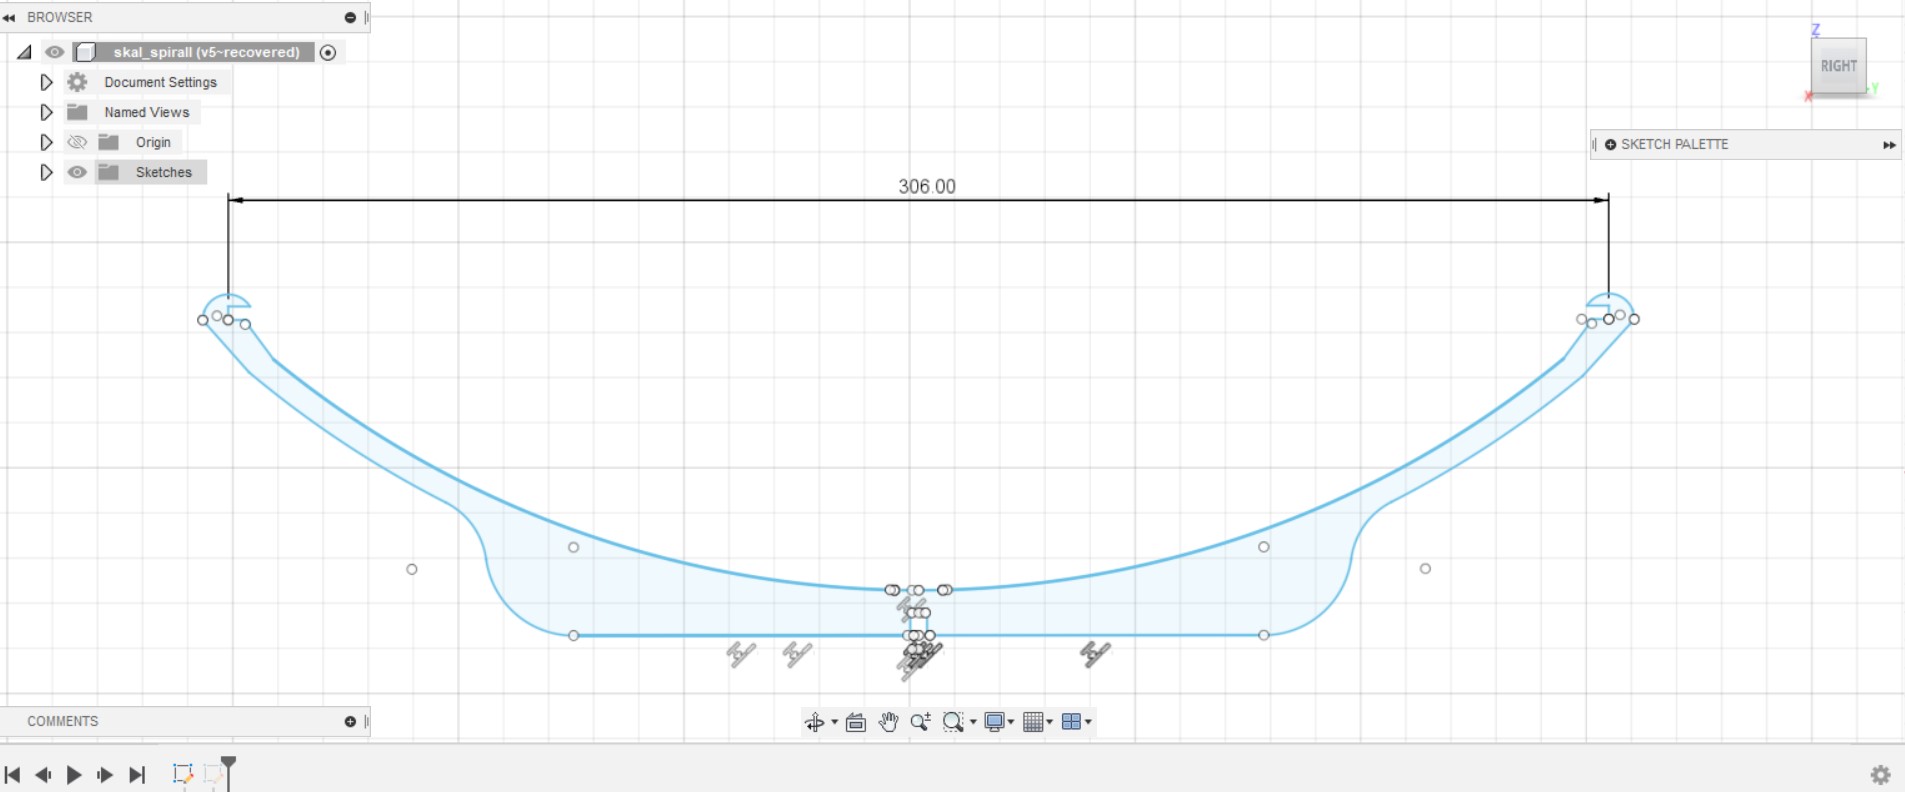 BROWSER
skal_spirall (v5~recovered)
Document Settings
Named Views
Origin
Sketches
306.00
Z
RIGHT
X
Y
SKETCH PALETTE
COMMENTS